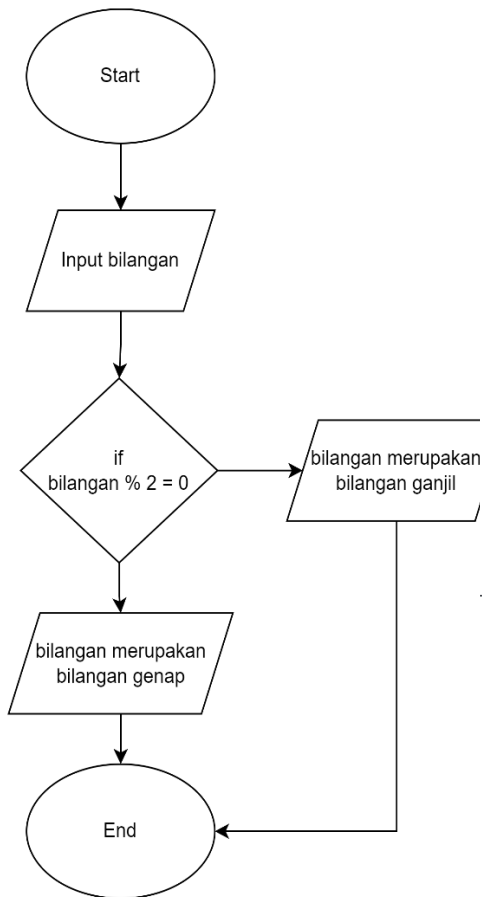 Start
Input bilangan
if
bilangan % 2 = 0
bilangan merupakan
bilangan ganjil
bilangan merupakan
bilangan genap
End